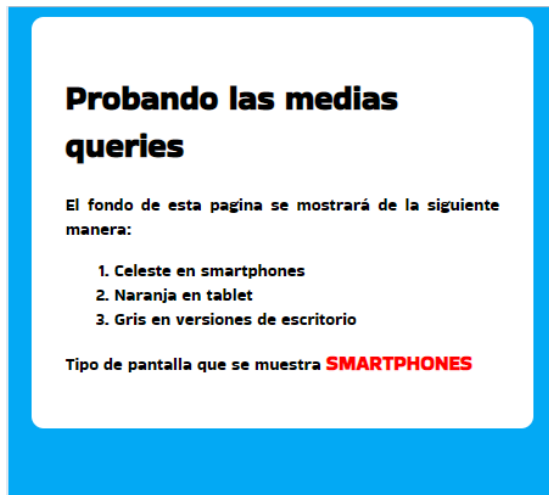 Probando las medias
queries
El fondo de esta pagina se mostrará de la siguiente
manera:
1. Celeste en smartphones
2. Naranja en tablet
3. Gris en versiones de escritorio
Tipo de pantalla que se muestra SMARTPHONES